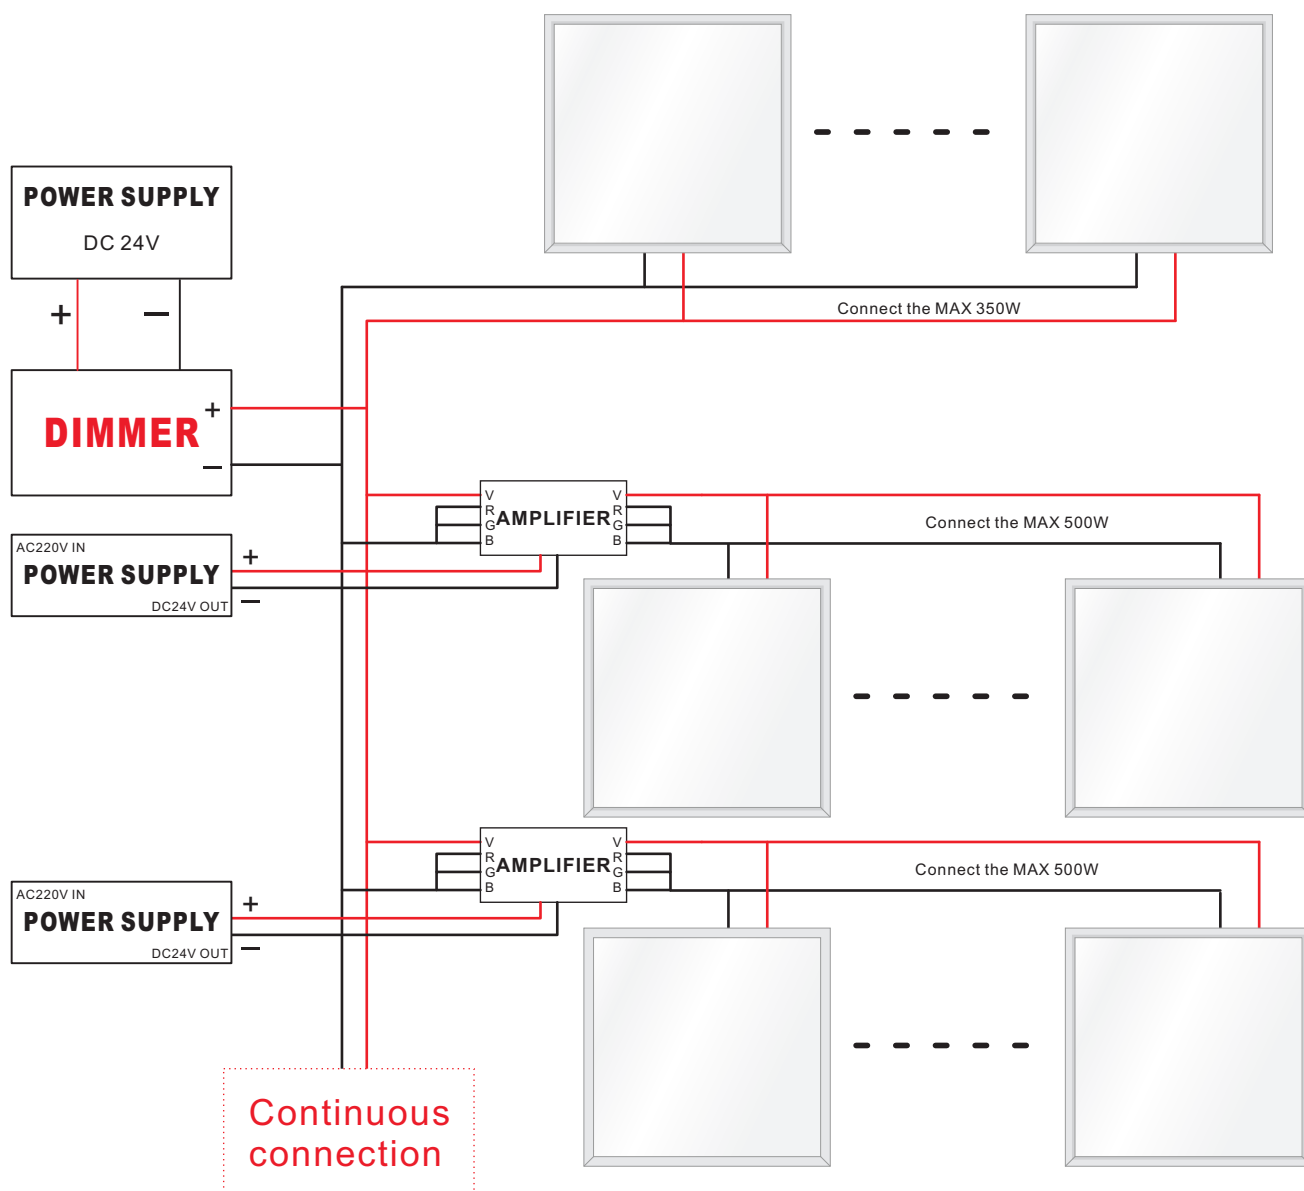 POWER SUPPLY
DC 24V
+ —
Connect the MAX 350W
DIMMER
+
—
V V
R R
AMPLIFIER
G G
B B
Connect the MAX 500W
AC220V IN
POWER SUPPLY
DC24V OUT
+
—
V V
R R
AMPLIFIER
G G
B B
Connect the MAX 500W
AC220V IN
POWER SUPPLY
DC24V OUT
+
—
Continuous
connection